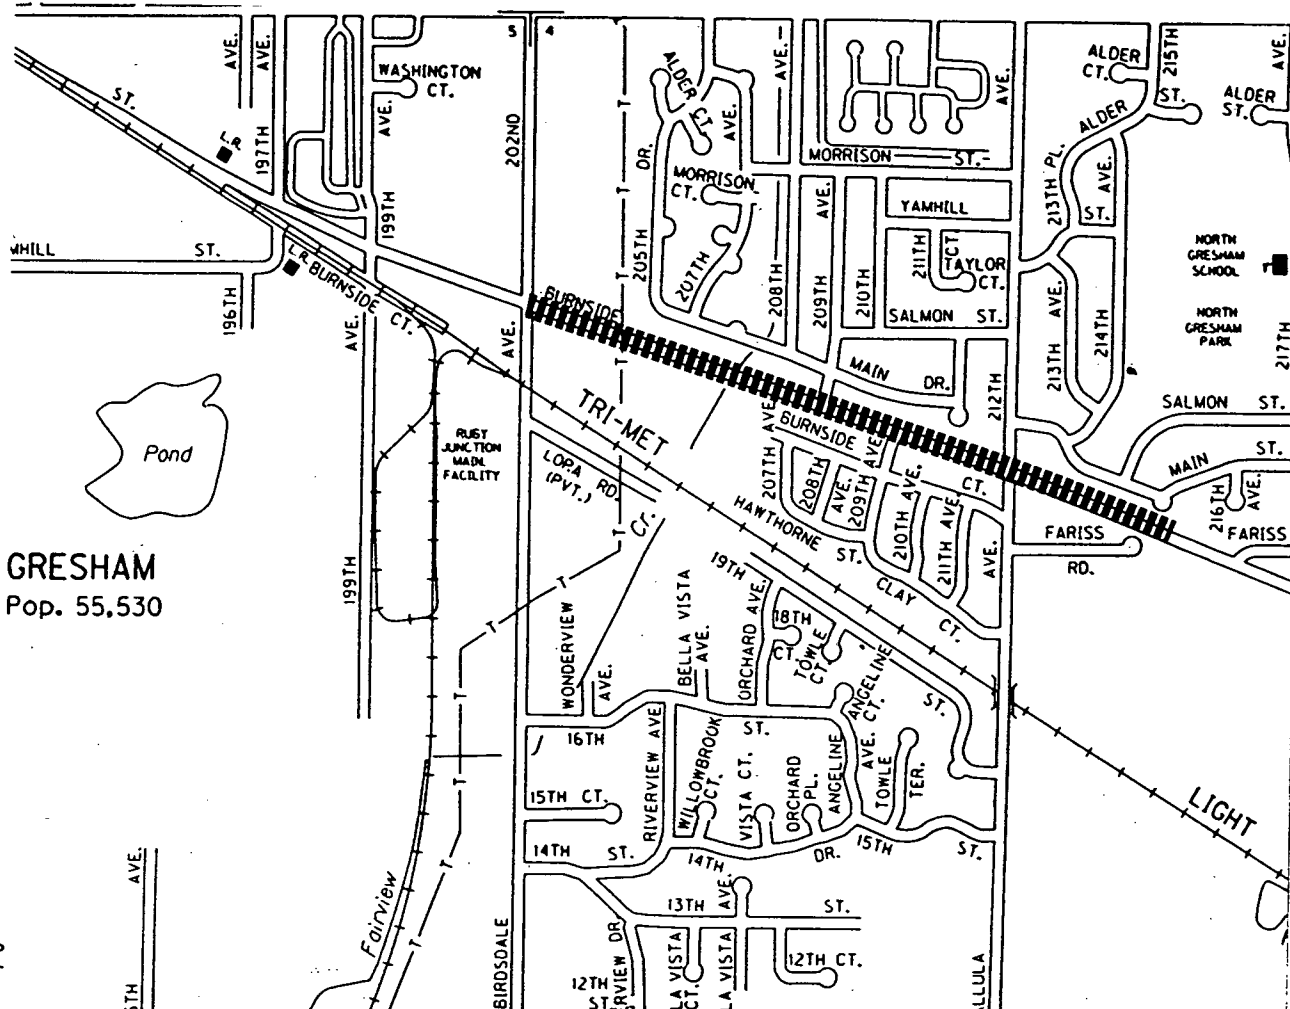 5 4
AVE.
AVE.
WASHINGTON
CT.
ST.
L.R.
197TH
AVE.
199TH
202ND
ALDER CT.
AVE.
AVE.
AVE.
ALDER
CT.
215TH
ST.
ALDER
ST.
AVE.
ALDER
DR.
MORRISON
CT.
MORRISON ST.
213TH PL.
AVE.
ST.
YAMHILL
AVE.
205TH
207TH
208TH
209TH
210TH
211TH
CT.
TAYLOR
CT.
SALMON ST.
NORTH
GRESHAM
SCHOOL
NORTH
GRESHAM
PARK
217TH
213TH
AVE.
214TH
ST.
L.R.
BURNSIDE CT.
196TH
AVE.
AVE.
BURNSIDE
MAIN
DR.
212TH
SALMON ST.
MAIN
ST.
216TH
AVE.
Pond
RUBY
JUNCTION
MAIN
FACILITY
TRI-MET
LORA RD.
(PVT.)
Cr.
207TH AVE.
BURNSIDE
CT.
208TH
AVE.
209TH AVE.
210TH AVE.
211TH AVE.
AVE.
HAWTHORNE
ST.
CLAY
CT.
FARISS
RD.
FARISS
GRESHAM
Pop. 55,530
199TH
19TH
ST.
WONDERVIEW
AVE.
BELLA VISTA
AVE.
ORCHARD AVE.
18TH
CT.
TOWLE
CT.
ANGELINE
CT.
16TH
ST.
RIVERVIEW AVE
WILLOWBROOK
CT.
VISTA CT.
ORCHARD
PL.
ANGELINE
AVE.
TOWLE
TER.
LIGHT
15TH CT.
14TH ST.
14TH
DR.
15TH
ST.
AVE.
Fairview
BIRDSDALE
13TH
AVE.
ST.
12TH
ST.
DR
12TH CT.
CT.